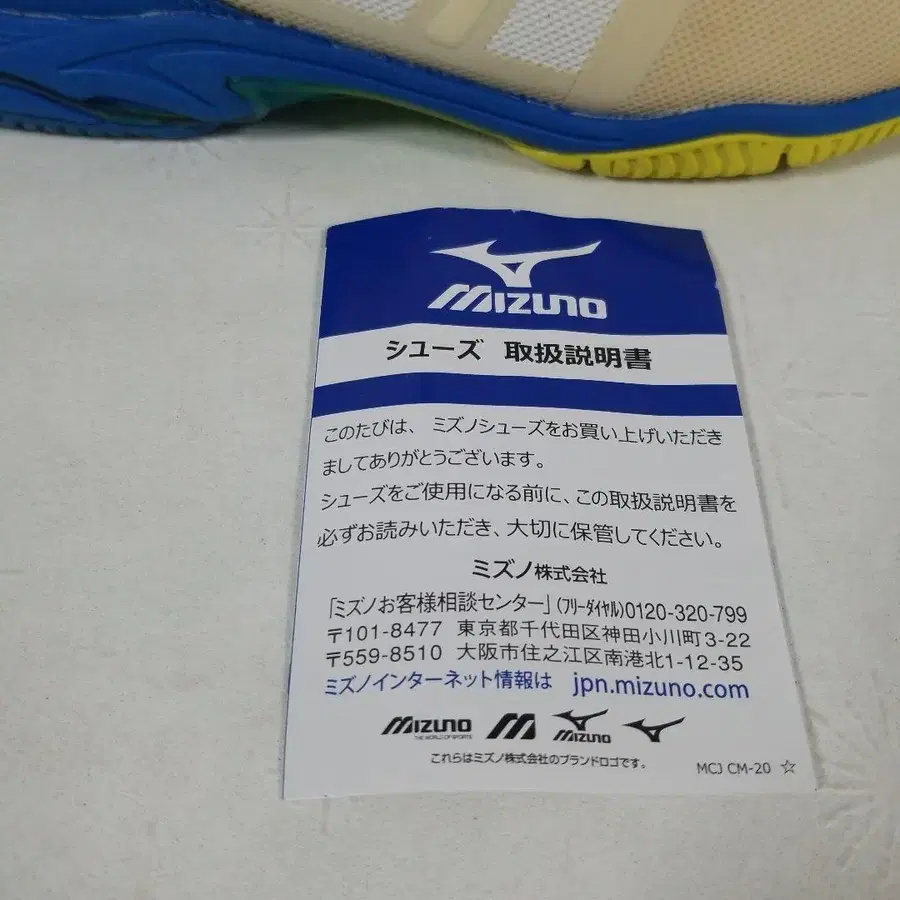 MIZUNO
シューズ 取扱説明書
このたびは、ミズノシューズをお買い上げいただき
ましてありがとうございます。
シューズをご使用になる前に、この取扱説明書を
必ずお読みいただき、大切に保管してください。
ミズノ株式会社
「ミズノお客様相談センター」(フリーダイヤル)0120-320-799
〒101-8477 東京都千代田区神田小川町3-22
〒559-8510 大阪市住之江区南港北1-12-35
ミズノインターネット情報は jpn.mizuno.com
MIZUNO M MIZUNO
THE WORLD OF SPORTS
これらはミズノ株式会社のブランドロゴです。
MCJ CM-20 ☆